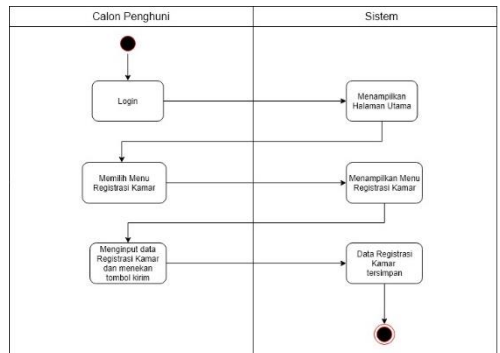 Calon Penghuni
Sistem
Login
Menampilkan
Halaman Utama
Memilih Menu
Registrasi Kamar
Menampilkan Menu
Registrasi Kamar
Menginput data
Registrasi Kamar
dan menekan
tombol kirim
Data Registrasi
Kamar
tersimpan